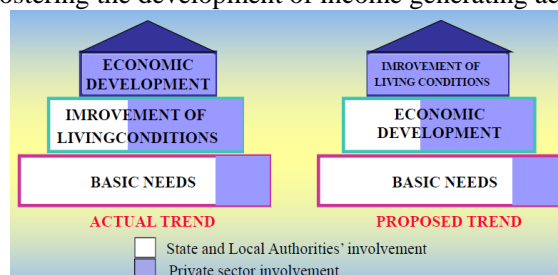 ostering the development of income generating ac
ECONOMIC
DEVELOPMENT
IMROVEMENT OF
LIVINGCONDITIONS
BASIC NEEDS
ACTUAL TREND
IMROVEMENT OF
LIVING CONDITIONS
ECONOMIC
DEVELOPMENT
BASIC NEEDS
PROPOSED TREND
State and Local Authorities' involvement
Private sector involvement